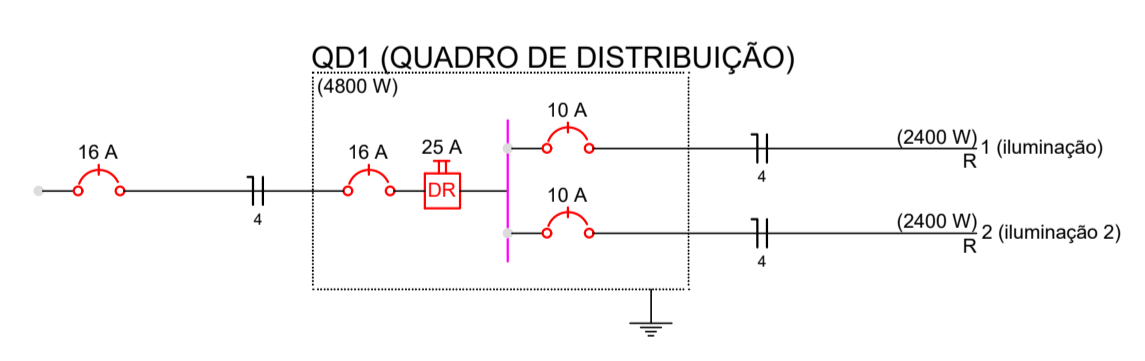 QD1 (QUADRO DE DISTRIBUIÇÃO)
(4800 W)
16 A
4
16 A
25 A
DR
10 A
4
(2400 W)
R
1 (iluminação)
10 A
4
(2400 W)
R
2 (iluminação 2)